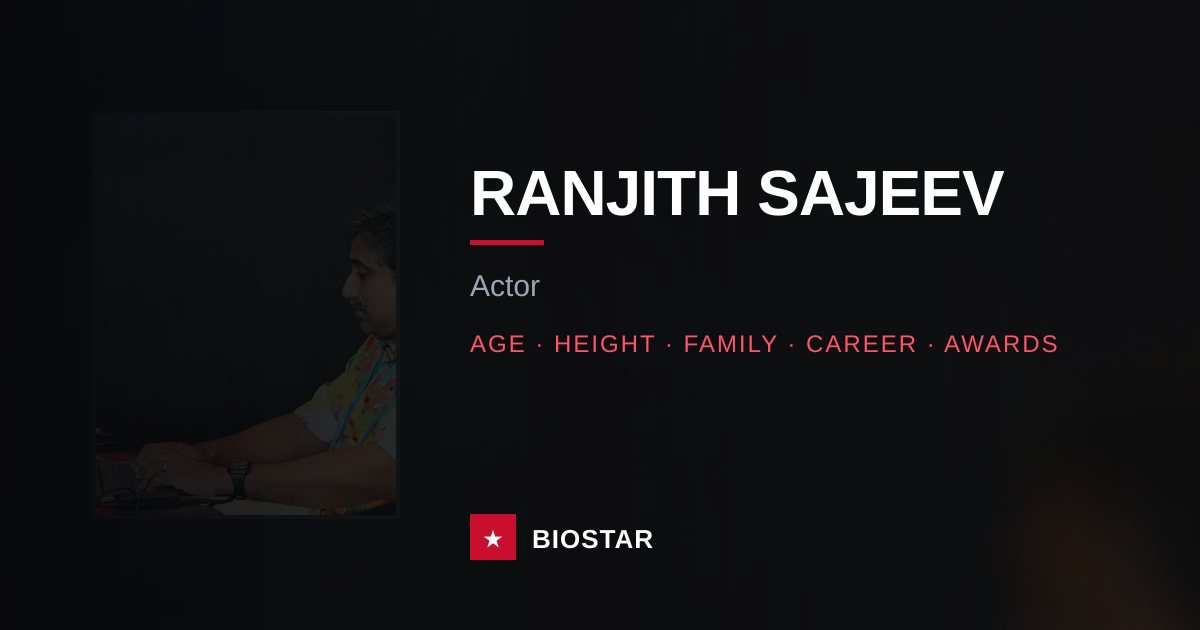 RANJITH SAJEEV
Actor
AGE · HEIGHT · FAMILY · CAREER · AWARDS
BIOSTAR